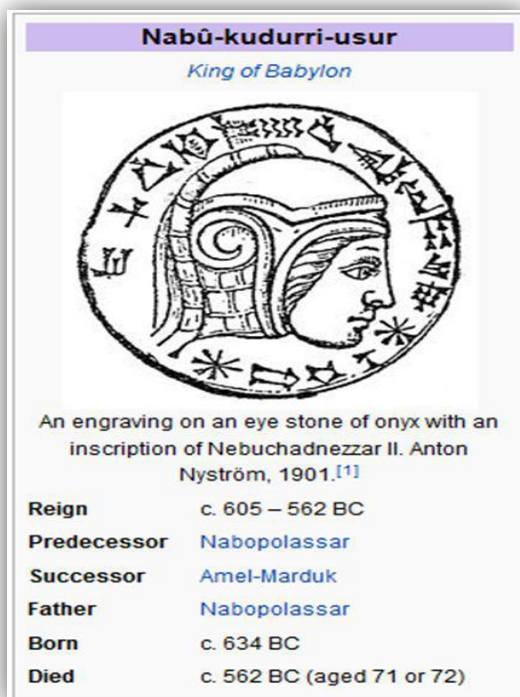 Nabû-kudurri-usur
King of Babylon
An engraving on an eye stone of onyx with an
inscription of Nebuchadnezzar II. Anton
Nyström, 1901.[1]
Reign c. 605 – 562 BC
Predecessor Nabopolassar
Successor Amel-Marduk
Father Nabopolassar
Born c. 634 BC
Died c. 562 BC (aged 71 or 72)